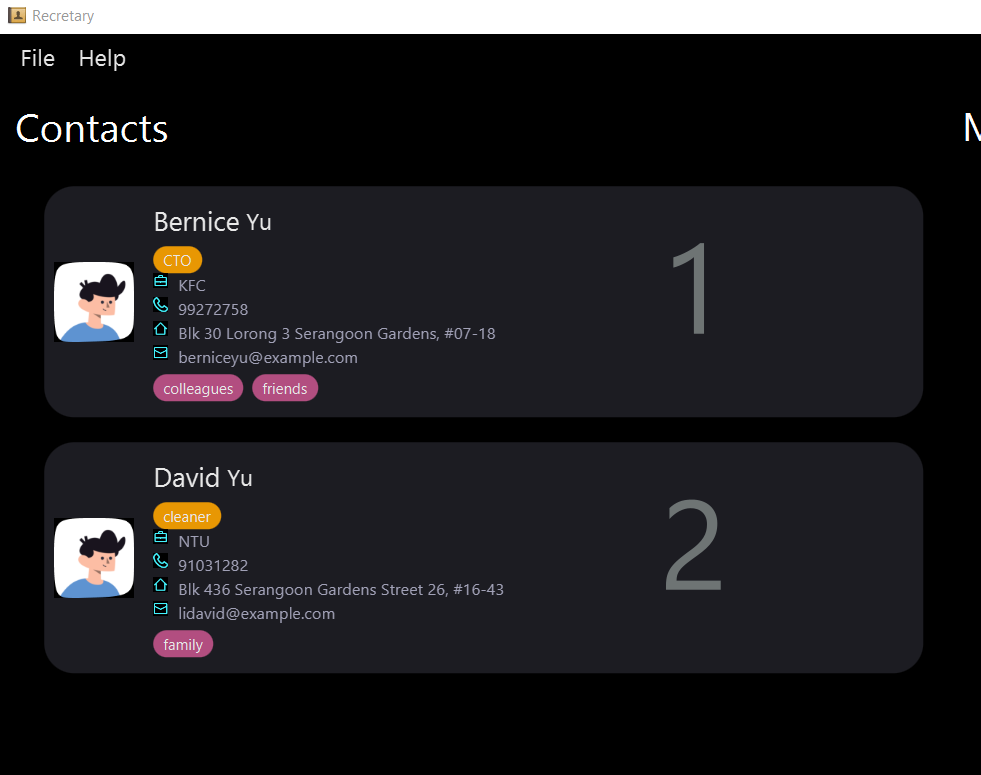 Recretary
File Help
Contacts
M
Bernice Yu
CTO
KFC
99272758
Blk 30 Lorong 3 Serangoon Gardens, #07-18
berniceyu@example.com
colleagues friends
1
David Yu
cleaner
NTU
91031282
Blk 436 Serangoon Gardens Street 26, #16-43
lidavid@example.com
family
2